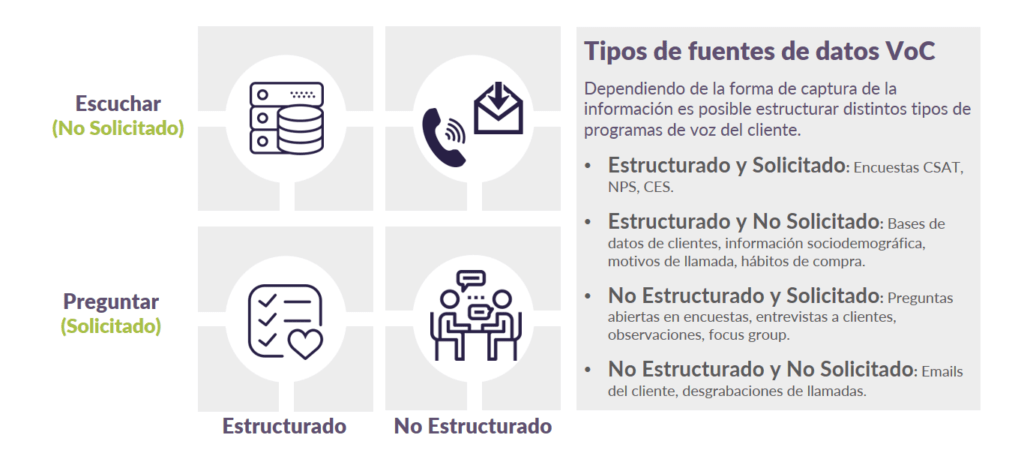 Escuchar
(No Solicitado)
Preguntar
(Solicitado)
Estructurado
No Estructurado
Tipos de fuentes de datos VoC
Dependiendo de la forma de captura de la
información es posible estructurar distintos tipos de
programas de voz del cliente.
• Estructurado y Solicitado: Encuestas CSAT,
NPS, CES.
• Estructurado y No Solicitado: Bases de
datos de clientes, información sociodemográfica,
motivos de llamada, hábitos de compra.
• No Estructurado y Solicitado: Preguntas
abiertas en encuestas, entrevistas a clientes,
observaciones, focus group.
• No Estructurado y No Solicitado: Emails
del cliente, desgrabaciones de llamadas.